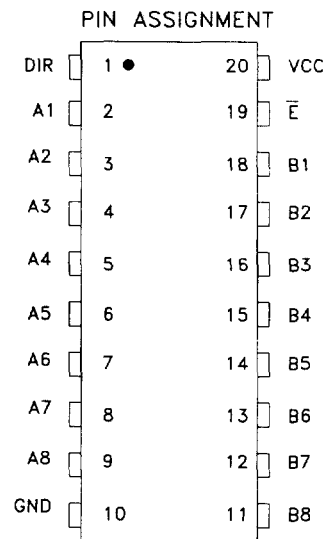 PIN ASSIGNMENT
DIR 1 20 VCC
A1 2 19 E̅
A2 3 18 B1
A3 4 17 B2
A4 5 16 B3
A5 6 15 B4
A6 7 14 B5
A7 8 13 B6
A8 9 12 B7
GND 10 11 B8